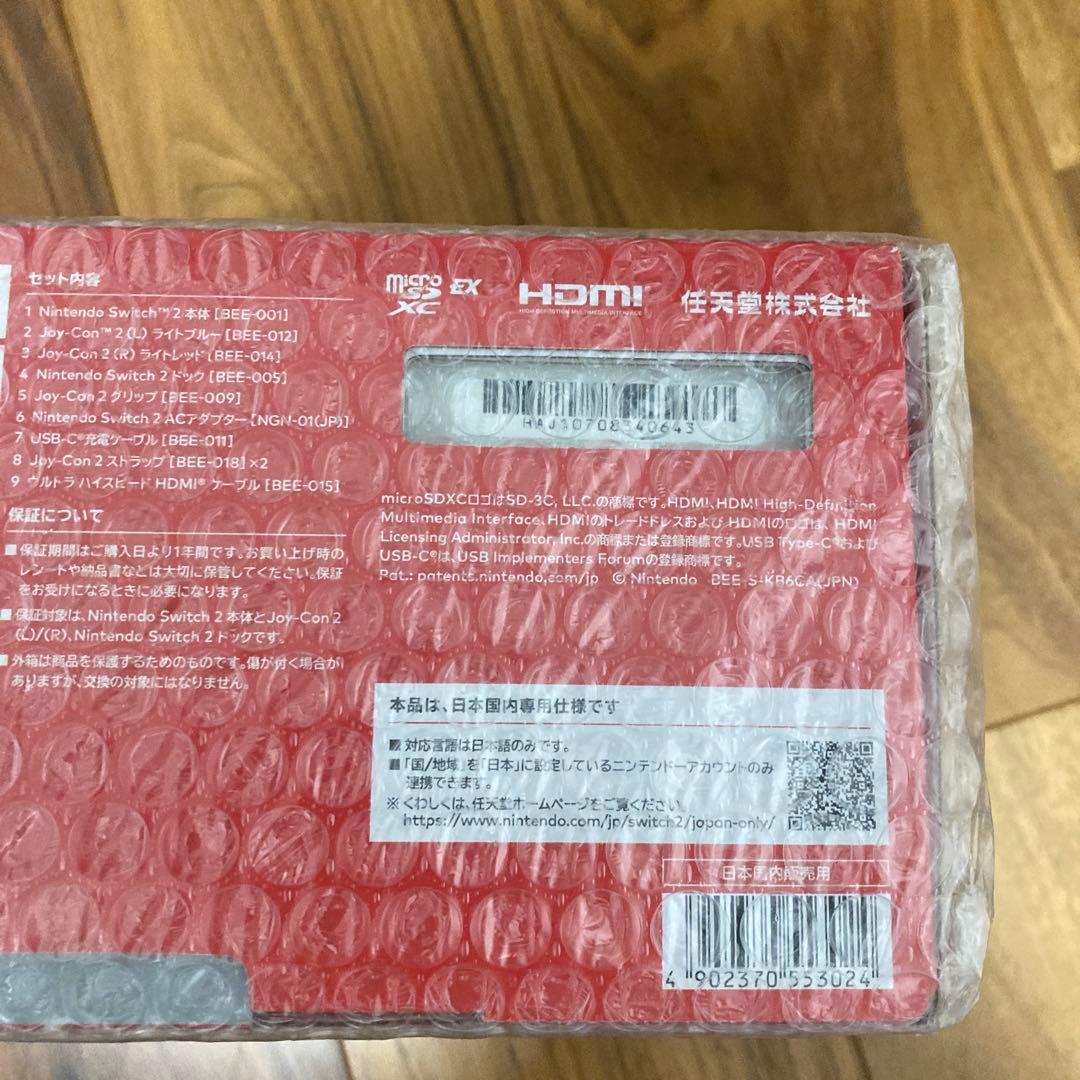 セット内容
1 Nintendo Switch™ 2 本体 [BEE-001]
2 Joy-Con™ 2 (L) ライトブルー [BEE-012]
3 Joy-Con 2 (R) ライトレッド [BEE-014]
4 Nintendo Switch 2 ドック [BEE-005]
5 Joy-Con 2 グリップ [BEE-009]
6 Nintendo Switch 2 ACアダプター [NGN-01(JP)]
7 USB-C®充電ケーブル [BEE-011]
8 Joy-Con 2 ストラップ [BEE-018] ×2
9 ウルトラ ハイスピード HDMI® ケーブル [BEE-015]
保証について
■保証期間はご購入日より1年間です。お買い上げ時の
レシートや納品書などは大切に保管してください。保証
をお受けになるときに必要になります。
■保証対象は、Nintendo Switch 2 本体とJoy-Con 2
(L)/(R)、Nintendo Switch 2 ドックです。
■外箱は商品を保護するためのものです。傷が付く場合が
ありますが、交換の対象にはなりません。
micro SD XC EX
HDMI
HIGH-DEFINITION MULTIMEDIA INTERFACE
任天堂株式会社
HAJ10708340643
microSDXCロゴはSD-3C, LLC.の商標です。HDMI、HDMI High-Definition
Multimedia Interface、HDMIのトレードドレスおよびHDMIのロゴは、HDMI
Licensing Administrator, Inc.の商標または登録商標です。USB Type-C®および
USB-C®は、USB Implementers Forumの登録商標です。
Pat.: patents.nintendo.com/jp © Nintendo BEE-S-KB6CA(JPN)
本品は、日本国内専用仕様です
■対応言語は日本語のみです。
■「国/地域」を「日本」に設定しているニンテンドーアカウントのみ
連携できます。
※くわしくは、任天堂ホームページをご覧ください。
https://www.nintendo.com/jp/switch2/japan-only/
日本国内販売用
4 902370 553024